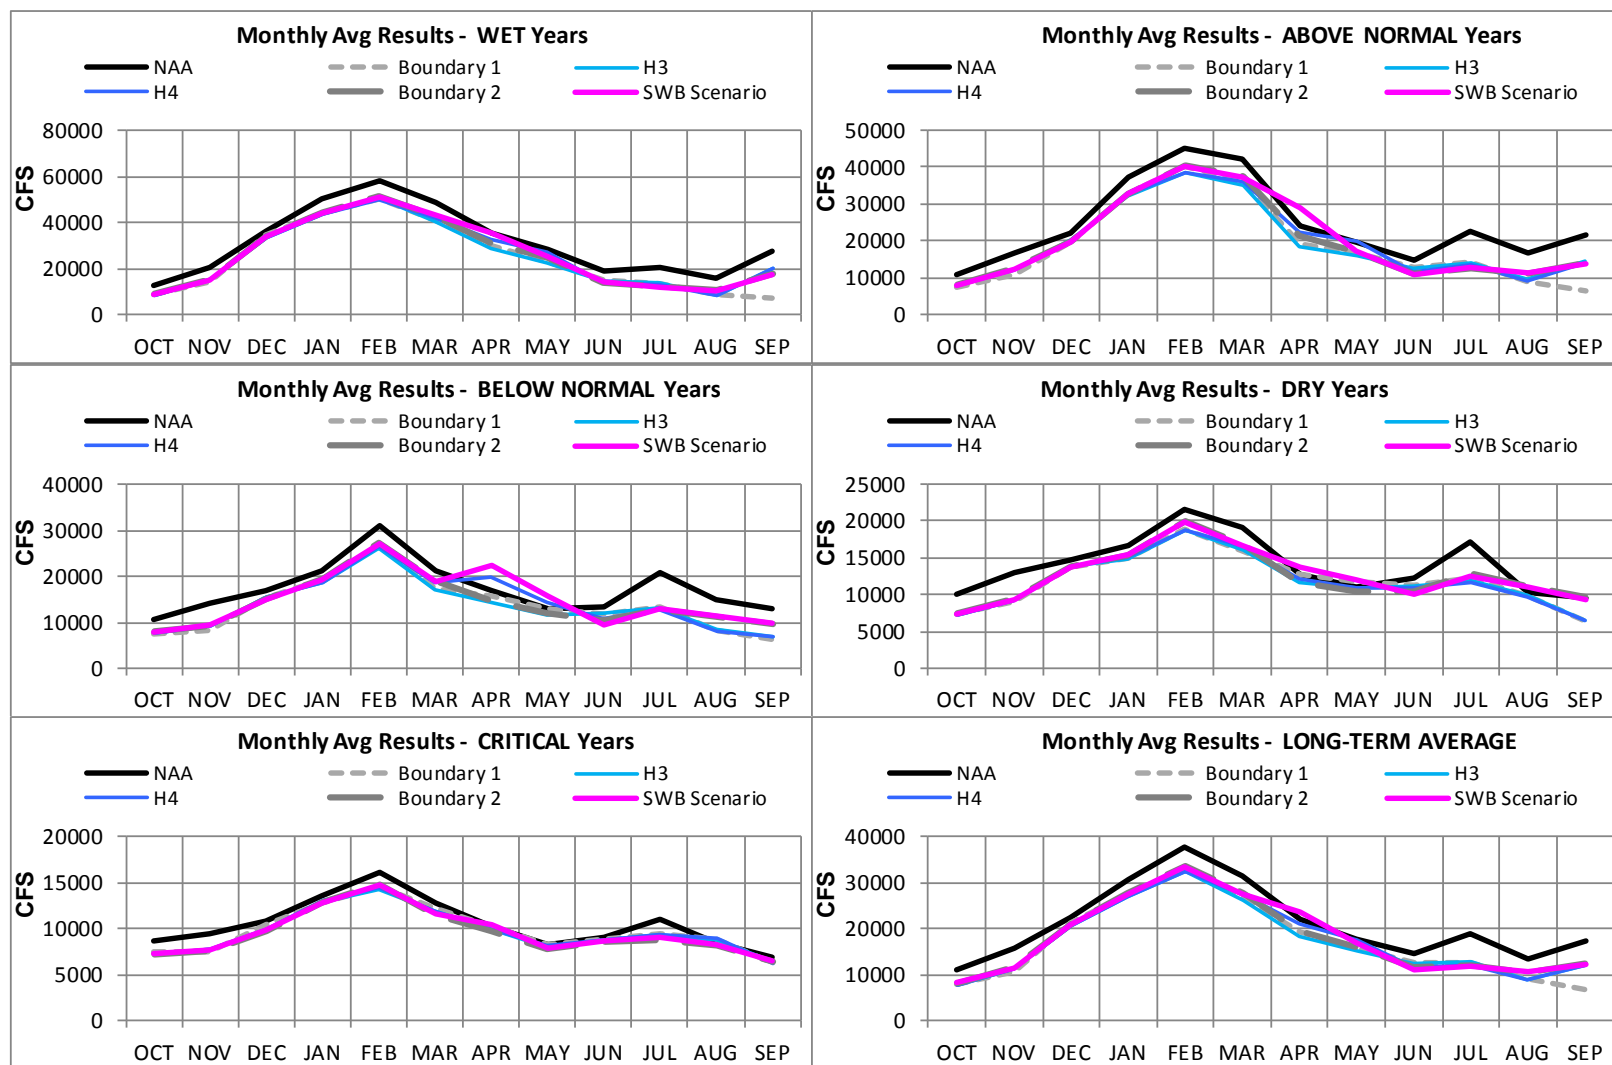 Monthly Avg Results - WET Years
NAA Boundary 1 H3
H4 Boundary 2 SWB Scenario
CFS
80000
60000
40000
20000
0
OCT NOV DEC JAN FEB MAR APR MAY JUN JUL AUG SEP
Monthly Avg Results - ABOVE NORMAL Years
NAA Boundary 1 H3
H4 Boundary 2 SWB Scenario
CFS
50000
40000
30000
20000
10000
0
OCT NOV DEC JAN FEB MAR APR MAY JUN JUL AUG SEP
Monthly Avg Results - BELOW NORMAL Years
NAA Boundary 1 H3
H4 Boundary 2 SWB Scenario
CFS
40000
30000
20000
10000
0
OCT NOV DEC JAN FEB MAR APR MAY JUN JUL AUG SEP
Monthly Avg Results - DRY Years
NAA Boundary 1 H3
H4 Boundary 2 SWB Scenario
CFS
25000
20000
15000
10000
5000
0
OCT NOV DEC JAN FEB MAR APR MAY JUN JUL AUG SEP
Monthly Avg Results - CRITICAL Years
NAA Boundary 1 H3
H4 Boundary 2 SWB Scenario
CFS
20000
15000
10000
5000
0
OCT NOV DEC JAN FEB MAR APR MAY JUN JUL AUG SEP
Monthly Avg Results - LONG-TERM AVERAGE
NAA Boundary 1 H3
H4 Boundary 2 SWB Scenario
CFS
40000
30000
20000
10000
0
OCT NOV DEC JAN FEB MAR APR MAY JUN JUL AUG SEP